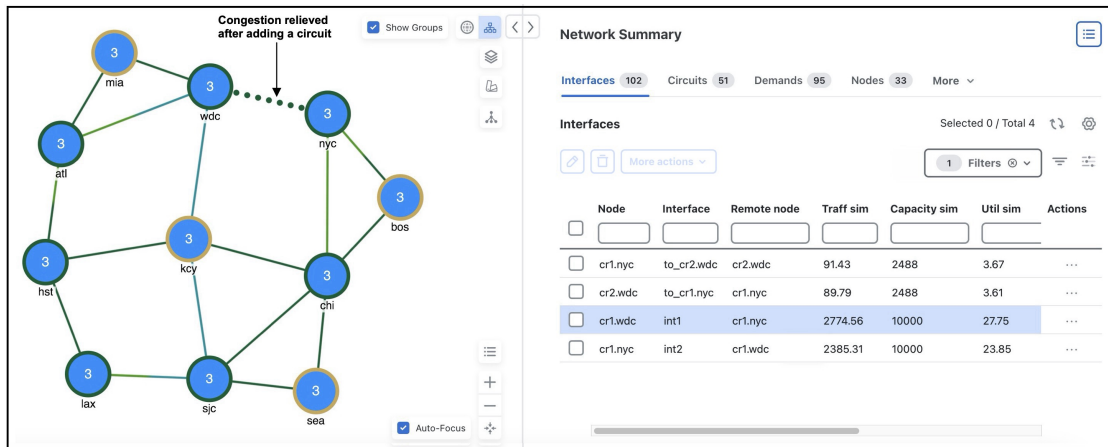 Congestion relieved
after adding a circuit
Show Groups
3
mia
3
wdc
3
nyc
3
atl
3
bos
3
kcy
3
hst
3
chi
3
lax
3
sjc
3
sea
Auto-Focus
Network Summary
Interfaces 102 Circuits 51 Demands 95 Nodes 33 More
Interfaces Selected 0 / Total 4
More actions 1 Filters
Node Interface Remote node Traff sim Capacity sim Util sim Actions
cr1.nyc to_cr2.wdc cr2.wdc 91.43 2488 3.67 ...
cr2.wdc to_cr1.nyc cr1.nyc 89.79 2488 3.61 ...
cr1.wdc int1 cr1.nyc 2774.56 10000 27.75 ...
cr1.nyc int2 cr1.wdc 2385.31 10000 23.85 ...